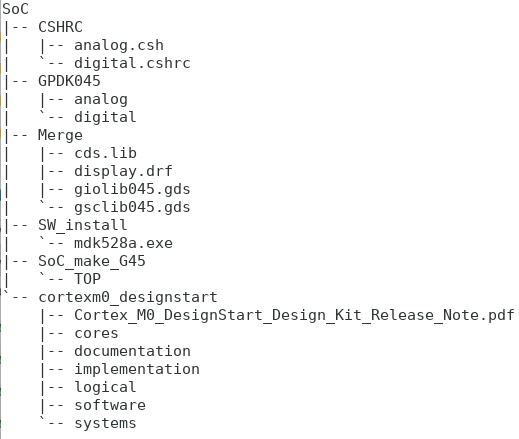 SoC
|-- CSHRC
|   |-- analog.csh
|   `-- digital.cshrc
|-- GPDK045
|   |-- analog
|   `-- digital
|-- Merge
|   |-- cds.lib
|   |-- display.drf
|   |-- giolib045.gds
|   `-- gsclib045.gds
|-- SW_install
|   `-- mdk528a.exe
|-- SoC_make_G45
|   `-- TOP
`-- cortexm0_designstart
    |-- Cortex_M0_DesignStart_Design_Kit_Release_Note.pdf
    |-- cores
    |-- documentation
    |-- implementation
    |-- logical
    |-- software
    `-- systems